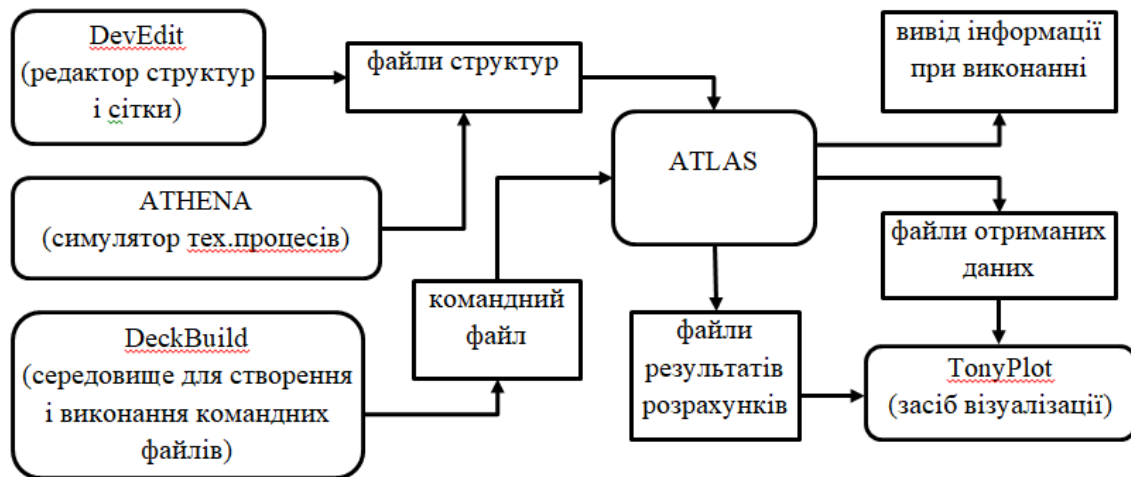 DevEdit
(редактор структур
і сітки)
файли структур
вивід інформації
при виконанні
ATLAS
ATHENA
(симулятор тех.процесів)
файли отриманих
даних
командний
файл
DeckBuild
(середовище для створення
і виконання командних
файлів)
файли
результатів
розрахунків
TonyPlot
(засіб візуалізації)